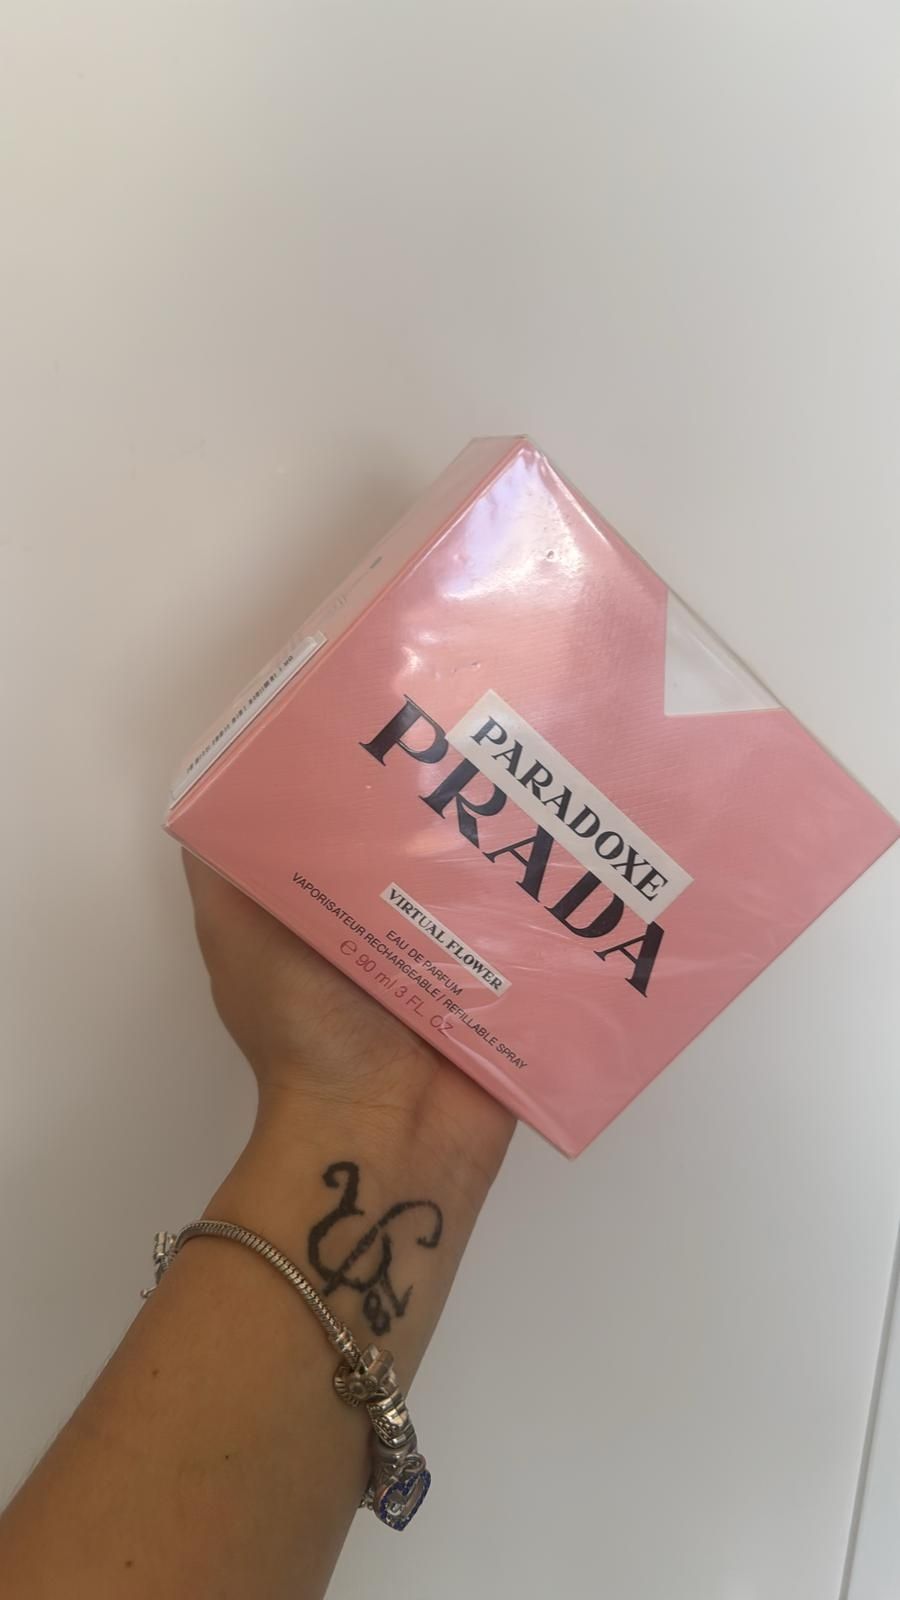 PARADOXE
PRADA
VIRTUAL FLOWER
EAU DE PARFUM
VAPORISATEUR RECHARGEABLE / REFILLABLE SPRAY
e 90 ml / 3 FL. OZ